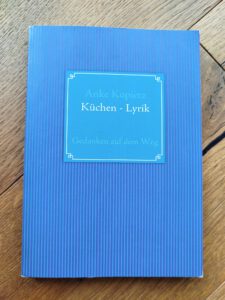 Anke Kopietz
Küchen - Lyrik
Gedanken auf dem Weg